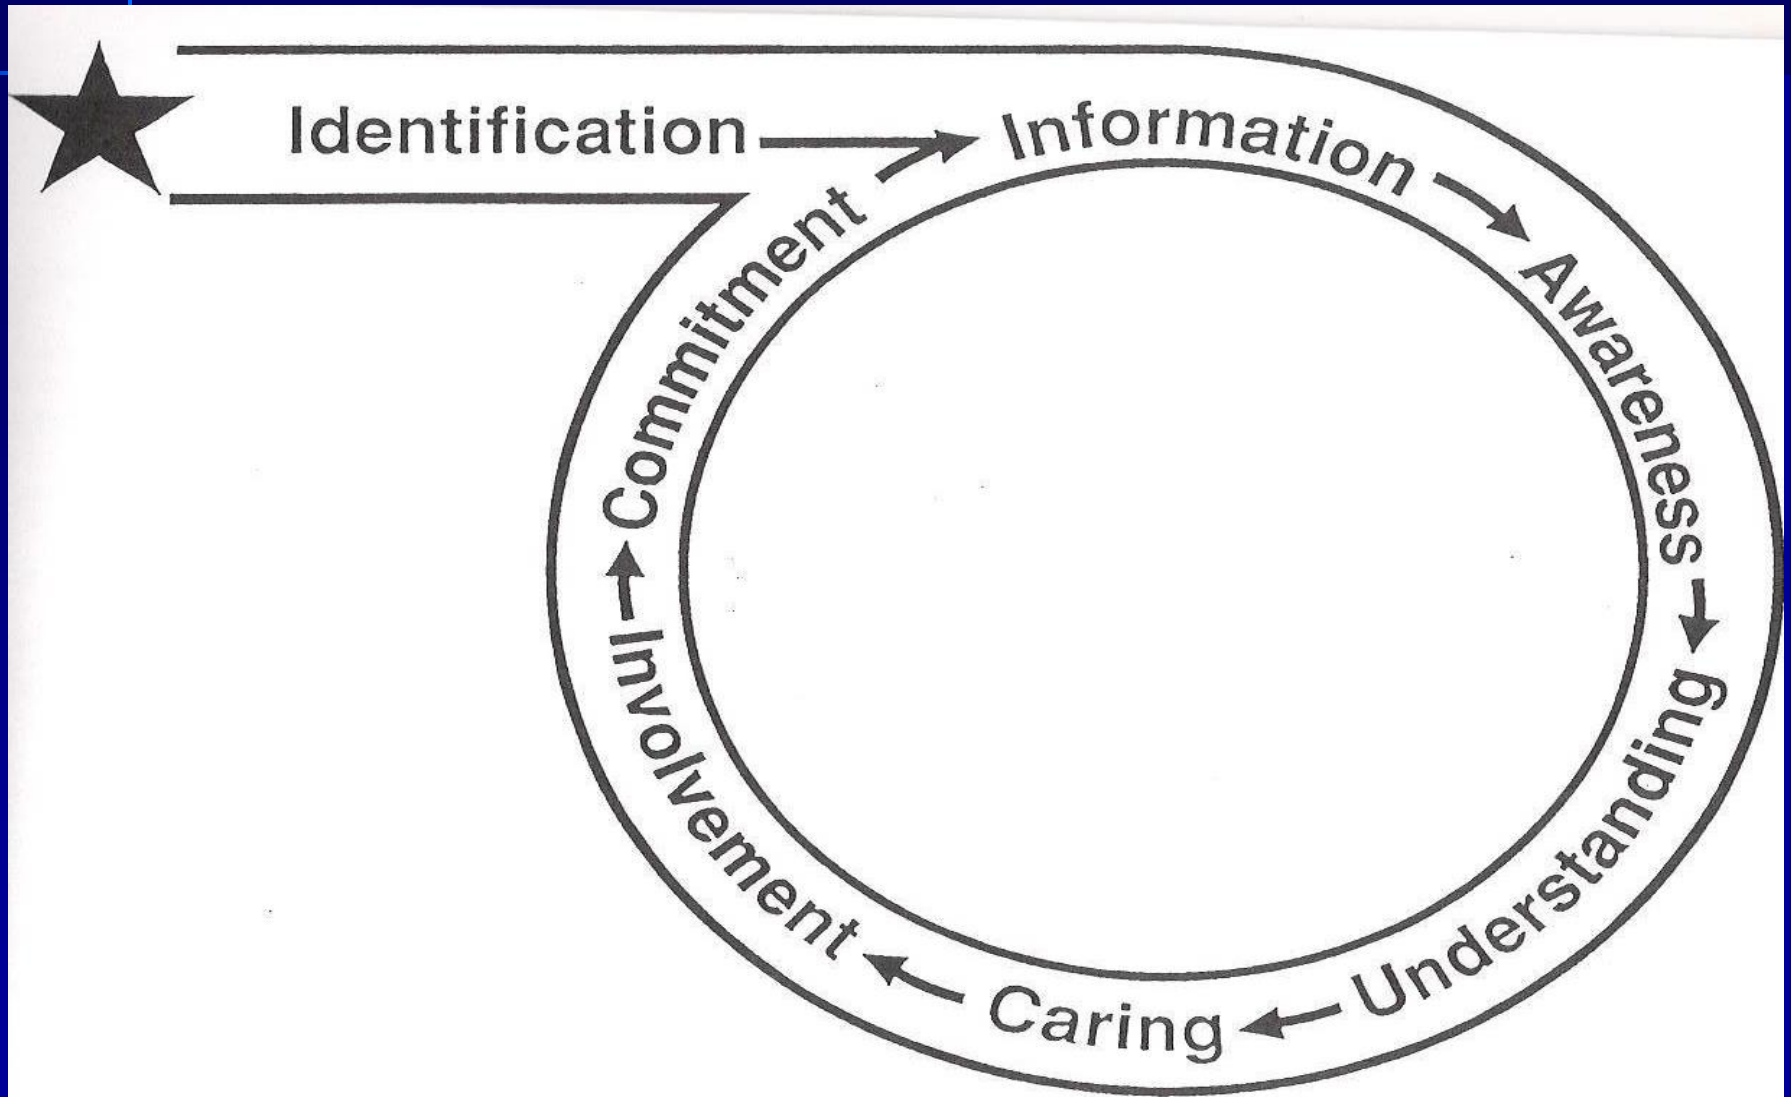 Identification
Information
Awareness
Understanding
Caring
Involvement
Commitment